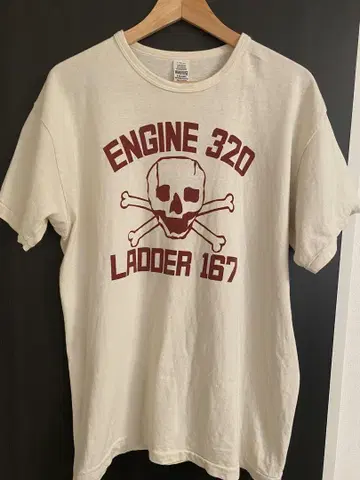 ENGINE 320
LADDER 167